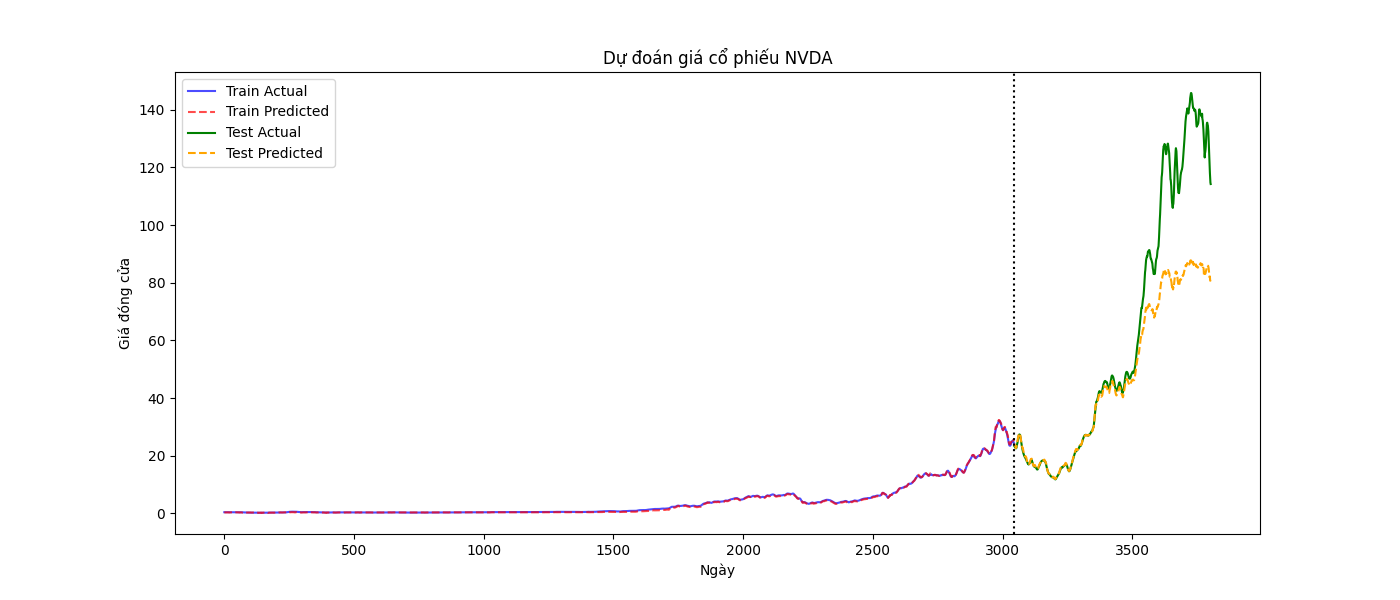 Dự đoán giá cổ phiếu NVDA
Train Actual
Train Predicted
Test Actual
Test Predicted
Giá đóng cửa
140
120
100
80
60
40
20
0
0
500
1000
1500
2000
2500
3000
3500
Ngày